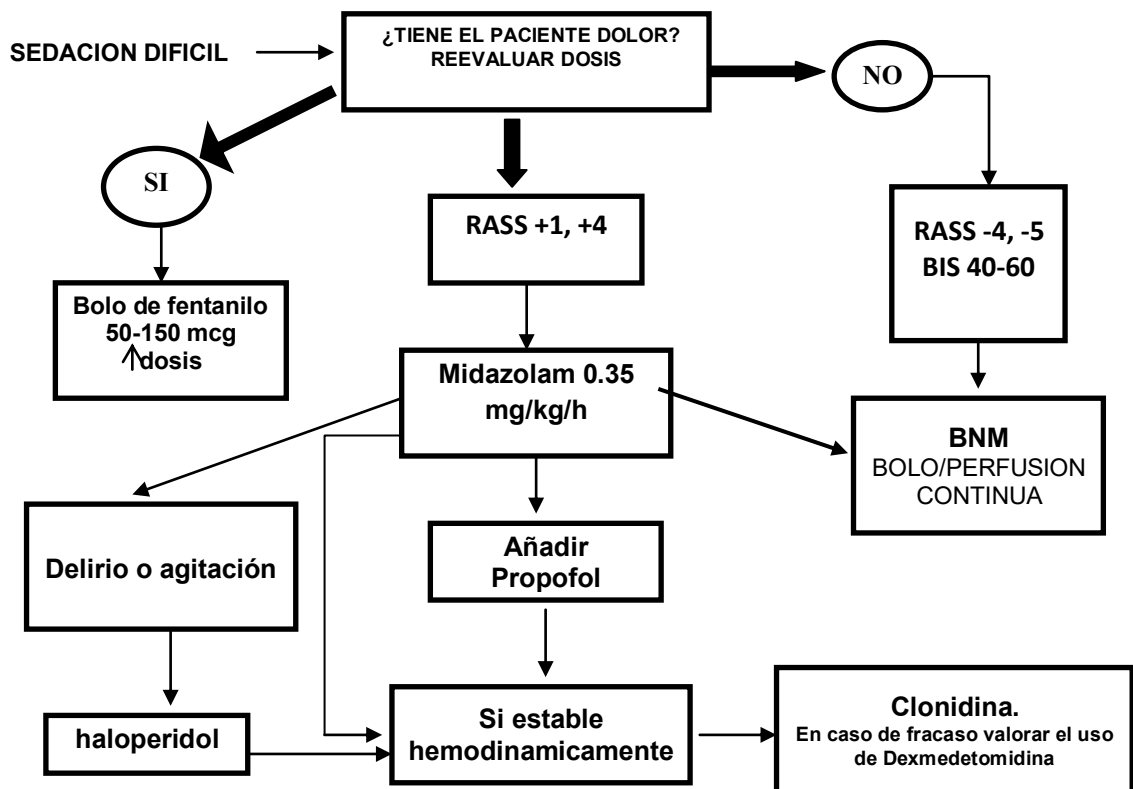 SEDACION DIFICIL
¿TIENE EL PACIENTE DOLOR?
REEVALUAR DOSIS
NO
SI
RASS +1, +4
RASS -4, -5
BIS 40-60
Bolo de fentanilo
50-150 mcg
↑dosis
Midazolam 0.35
mg/kg/h
BNM
BOLO/PERFUSION
CONTINUA
Delirio o agitación
Añadir
Propofol
haloperidol
Si estable
hemodinamicamente
Clonidina.
En caso de fracaso valorar el uso
de Dexmedetomidina